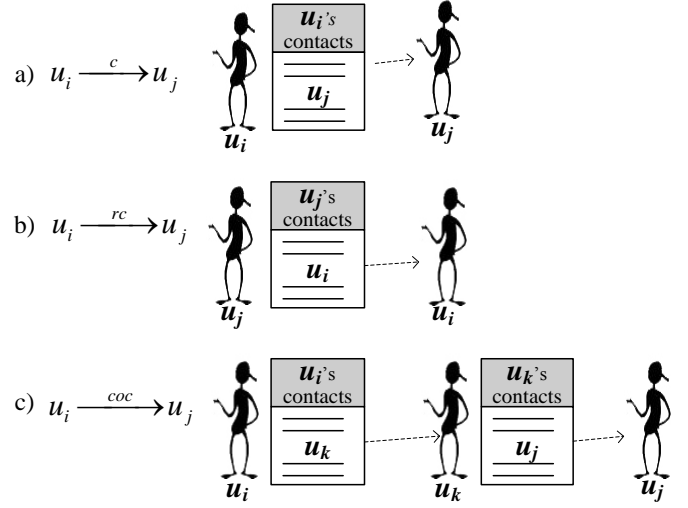 u_i's
contacts
a) u_i c u_j
u_j
u_i
u_j
u_j's
contacts
b) u_i rc u_j
u_i
u_j
u_i
u_i's
contacts
u_k's
contacts
c) u_i coc u_j
u_k
u_j
u_i
u_k
u_j